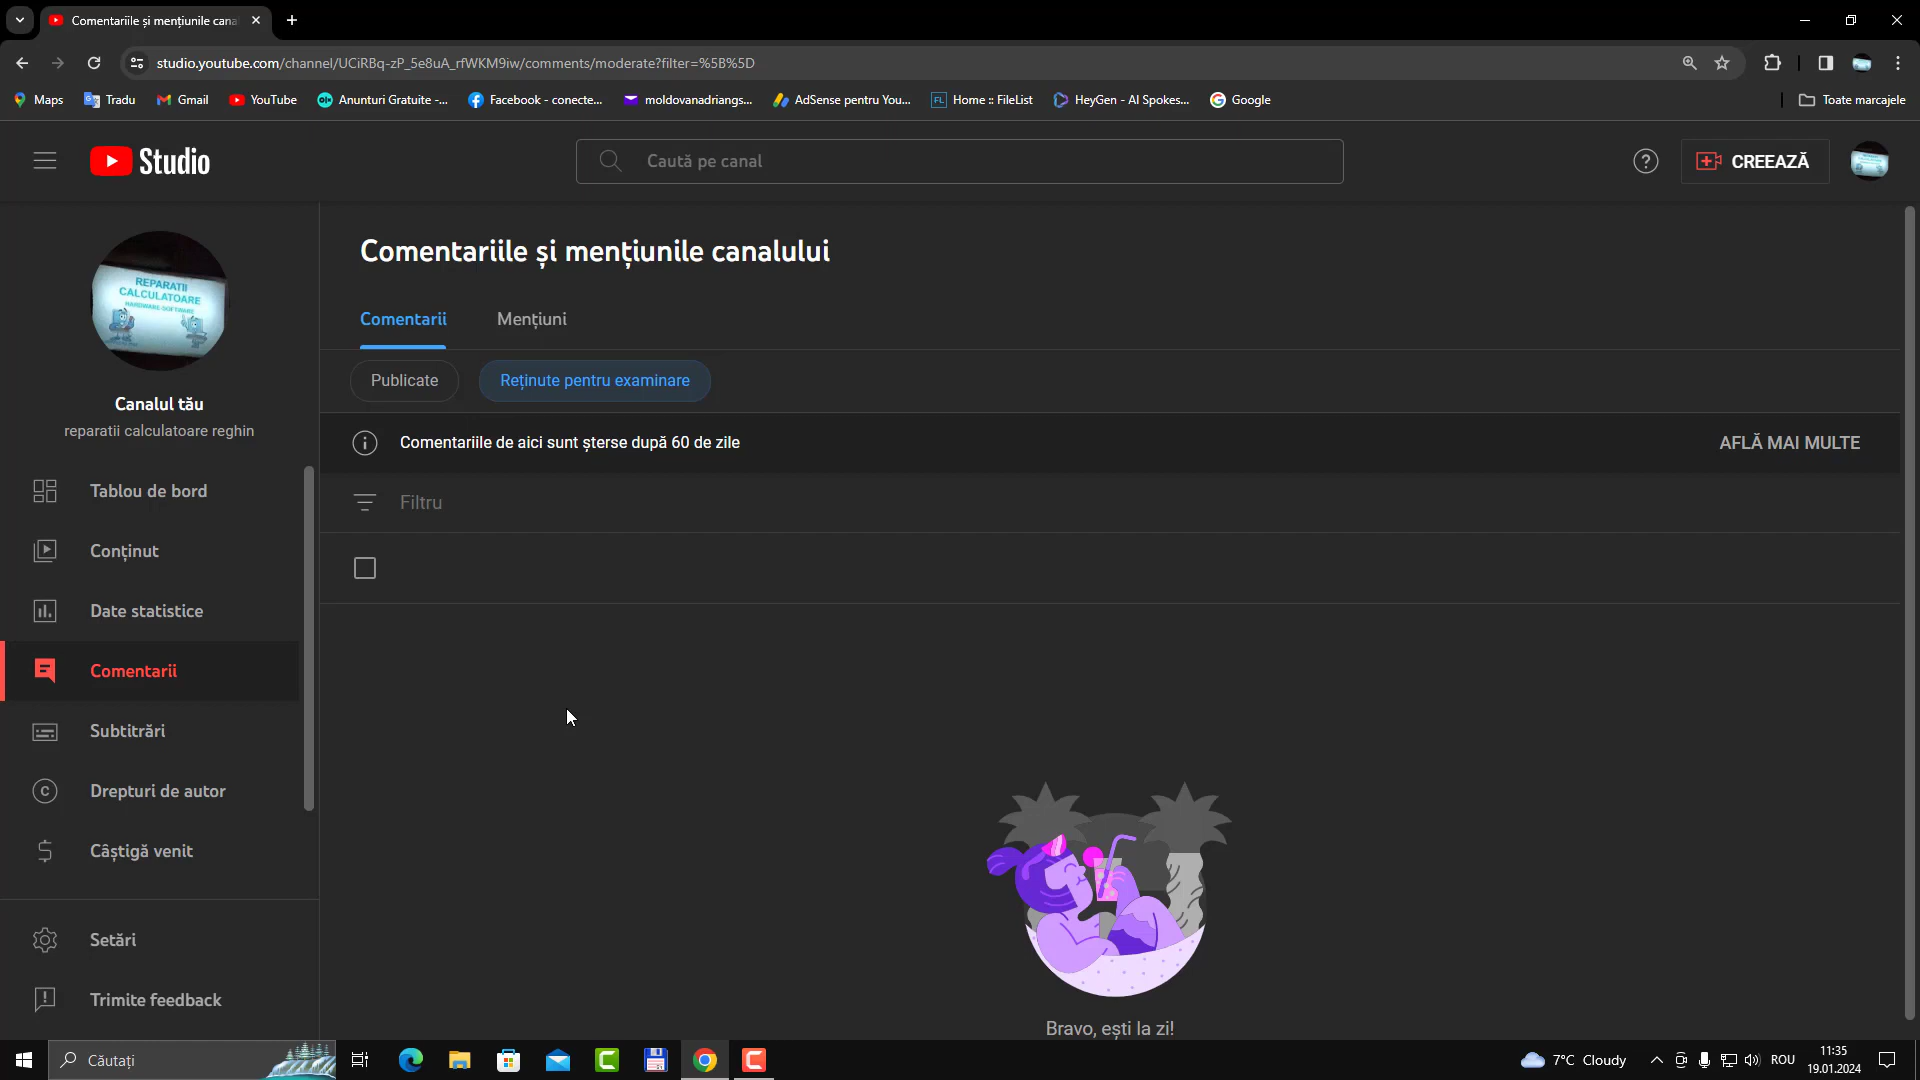 Comentariile și mențiunile cana
studio.youtube.com/channel/UCiRBq-zP_5e8uA_rfWKM9iw/comments/moderate?filter=%5B%5D
Maps
Tradu
Gmail
YouTube
Anunturi Gratuite -...
Facebook - conecte...
moldovanadriangs...
AdSense pentru You...
FL
Home :: FileList
HeyGen - AI Spokes...
Google
Toate marcajele
Studio
Caută pe canal
CREEAZĂ
REPARATII
CALCULATOARE
HARDWARE-SOFTWARE
Canalul tău
reparatii calculatoare reghin
Tablou de bord
Conținut
Date statistice
Comentarii
Subtitrări
Drepturi de autor
Câștigă venit
Setări
Trimite feedback
Comentariile și mențiunile canalului
Comentarii
Mențiuni
Publicate
Reținute pentru examinare
Comentariile de aici sunt șterse după 60 de zile
AFLĂ MAI MULTE
Filtru
Bravo, ești la zi!
Căutați
7°C Cloudy
ROU
11:35
19.01.2024